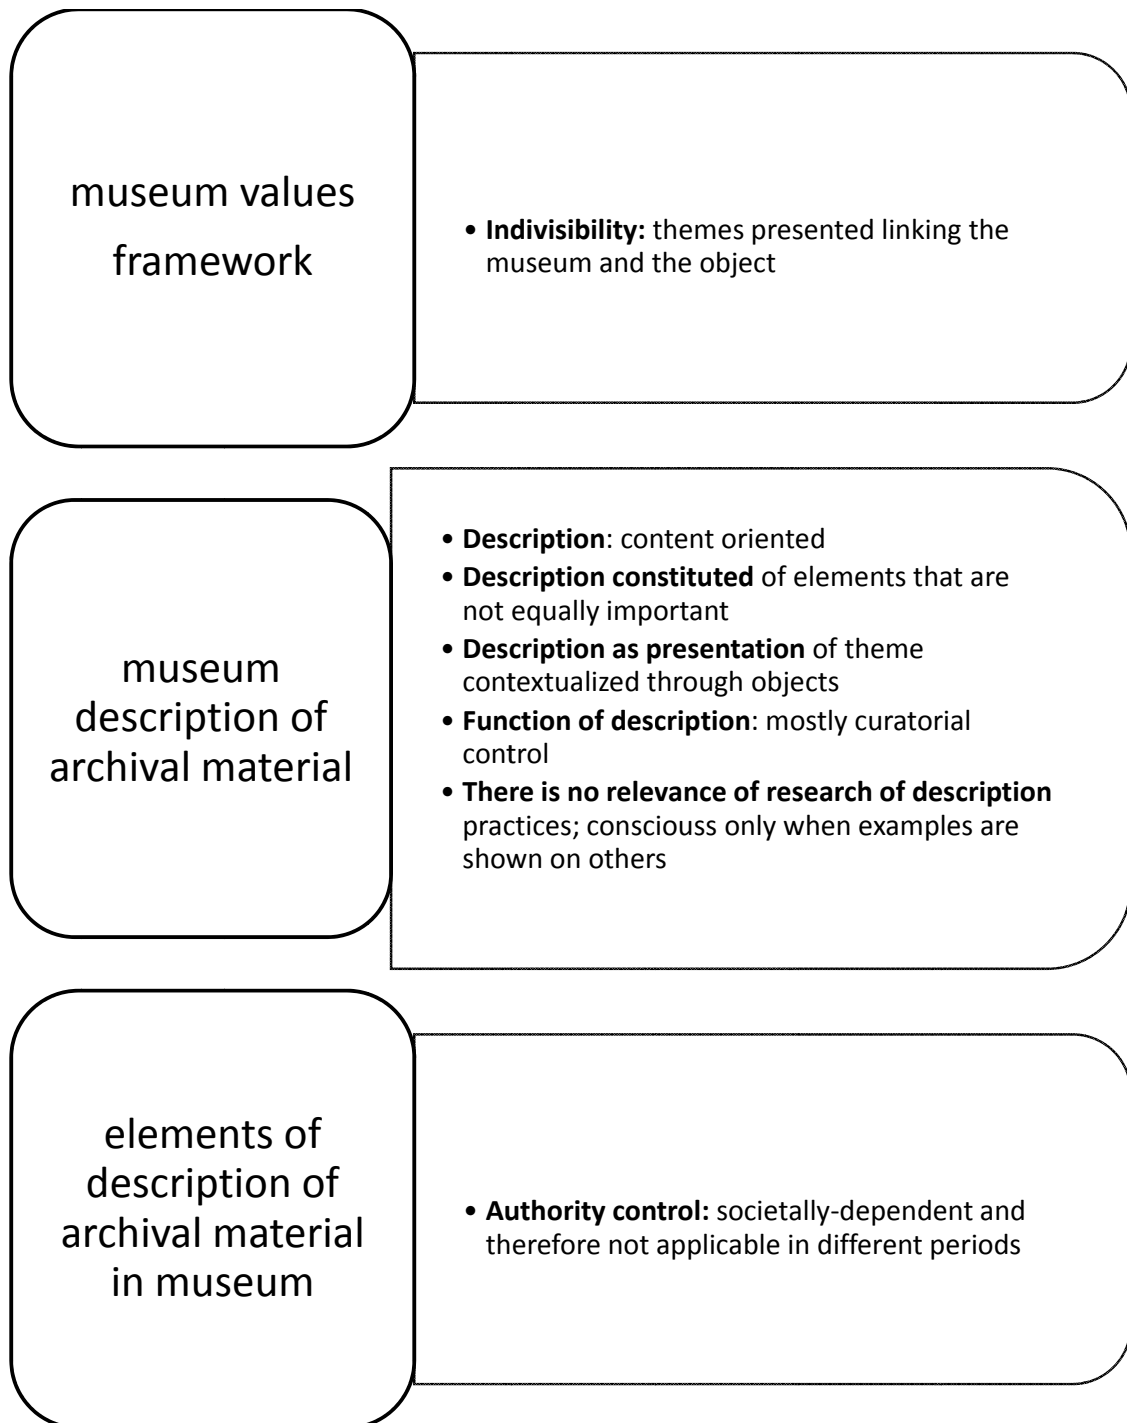 museum values
framework
• Indivisibility: themes presented linking the
museum and the object
museum
description of
archival material
• Description: content oriented
• Description constituted of elements that are
not equally important
• Description as presentation of theme
contextualized through objects
• Function of description: mostly curatorial
control
• There is no relevance of research of description
practices; consciouss only when examples are
shown on others
elements of
description of
archival material
in museum
• Authority control: societally-dependent and
therefore not applicable in different periods